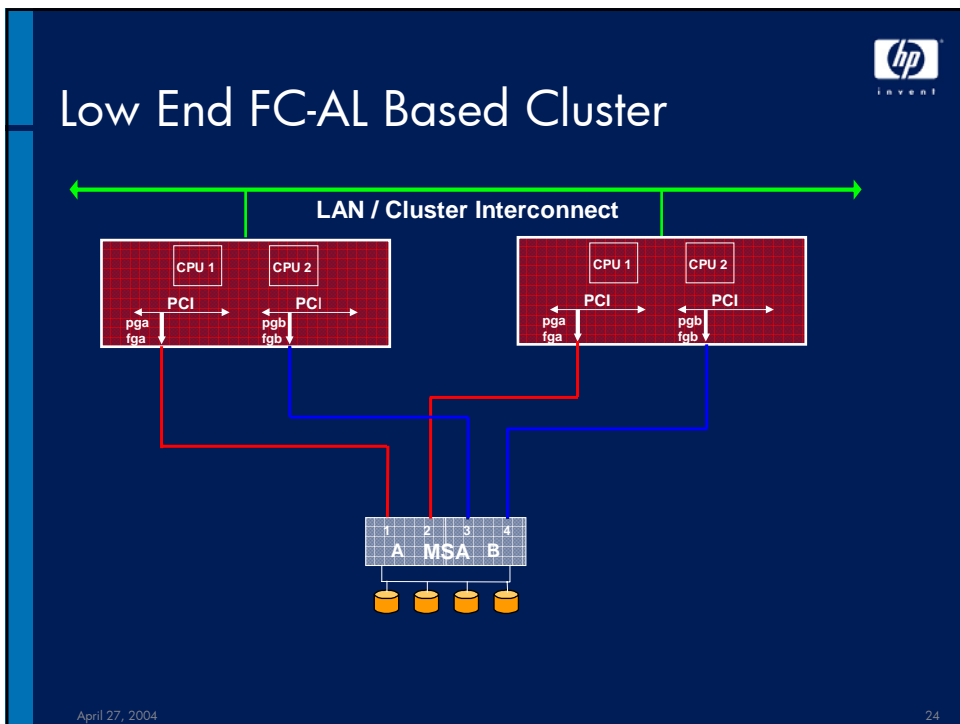 hp
invent
Low End FC-AL Based Cluster
LAN / Cluster Interconnect
CPU 1
CPU 2
PCI
PCI
pga
fga
pgb
fgb
CPU 1
CPU 2
PCI
PCI
pga
fga
pgb
fgb
1 2 3 4
A MSA B
April 27, 2004
24